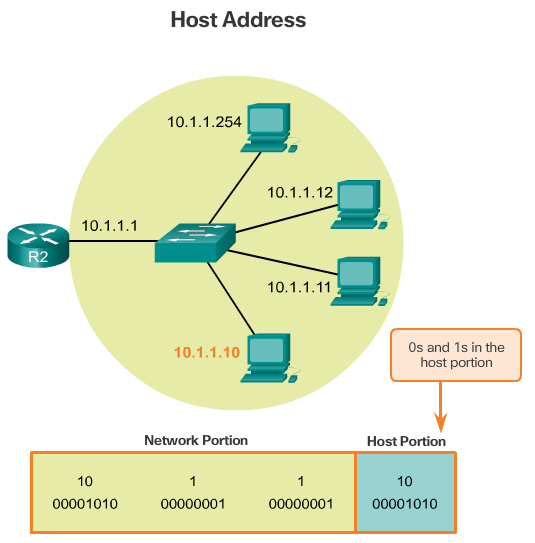 Host Address
10.1.1.254
10.1.1.12
10.1.1.1
R2
10.1.1.11
10.1.1.10
0s and 1s in the
host portion
Network Portion
Host Portion
10 1 1 10
00001010 00000001 00000001 00001010